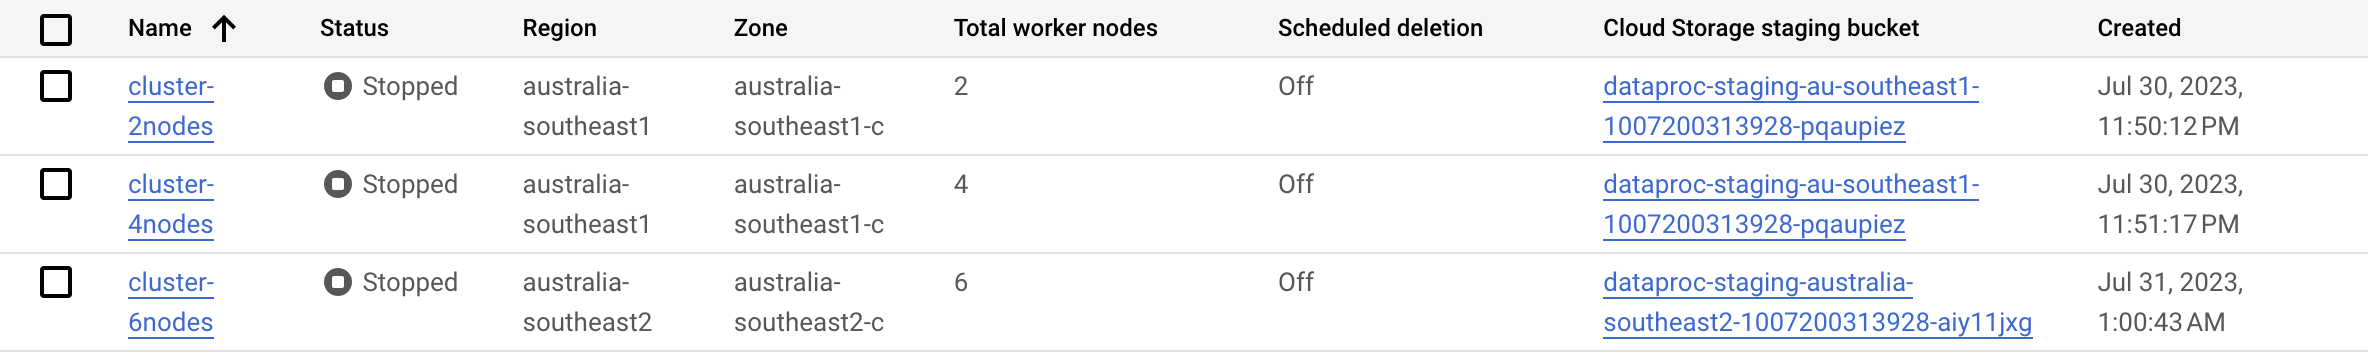 Name Status Region Zone Total worker nodes Scheduled deletion Cloud Storage staging bucket Created
cluster- Stopped australia- australia- 2 Off dataproc-staging-au-southeast1- Jul 30, 2023,
2nodes southeast1 southeast1-c 1007200313928-pqaupiez 11:50:12 PM
cluster- Stopped australia- australia- 4 Off dataproc-staging-au-southeast1- Jul 30, 2023,
4nodes southeast1 southeast1-c 1007200313928-pqaupiez 11:51:17 PM
cluster- Stopped australia- australia- 6 Off dataproc-staging-australia- Jul 31, 2023,
6nodes southeast2 southeast2-c southeast2-1007200313928-aiy11jxg 1:00:43 AM